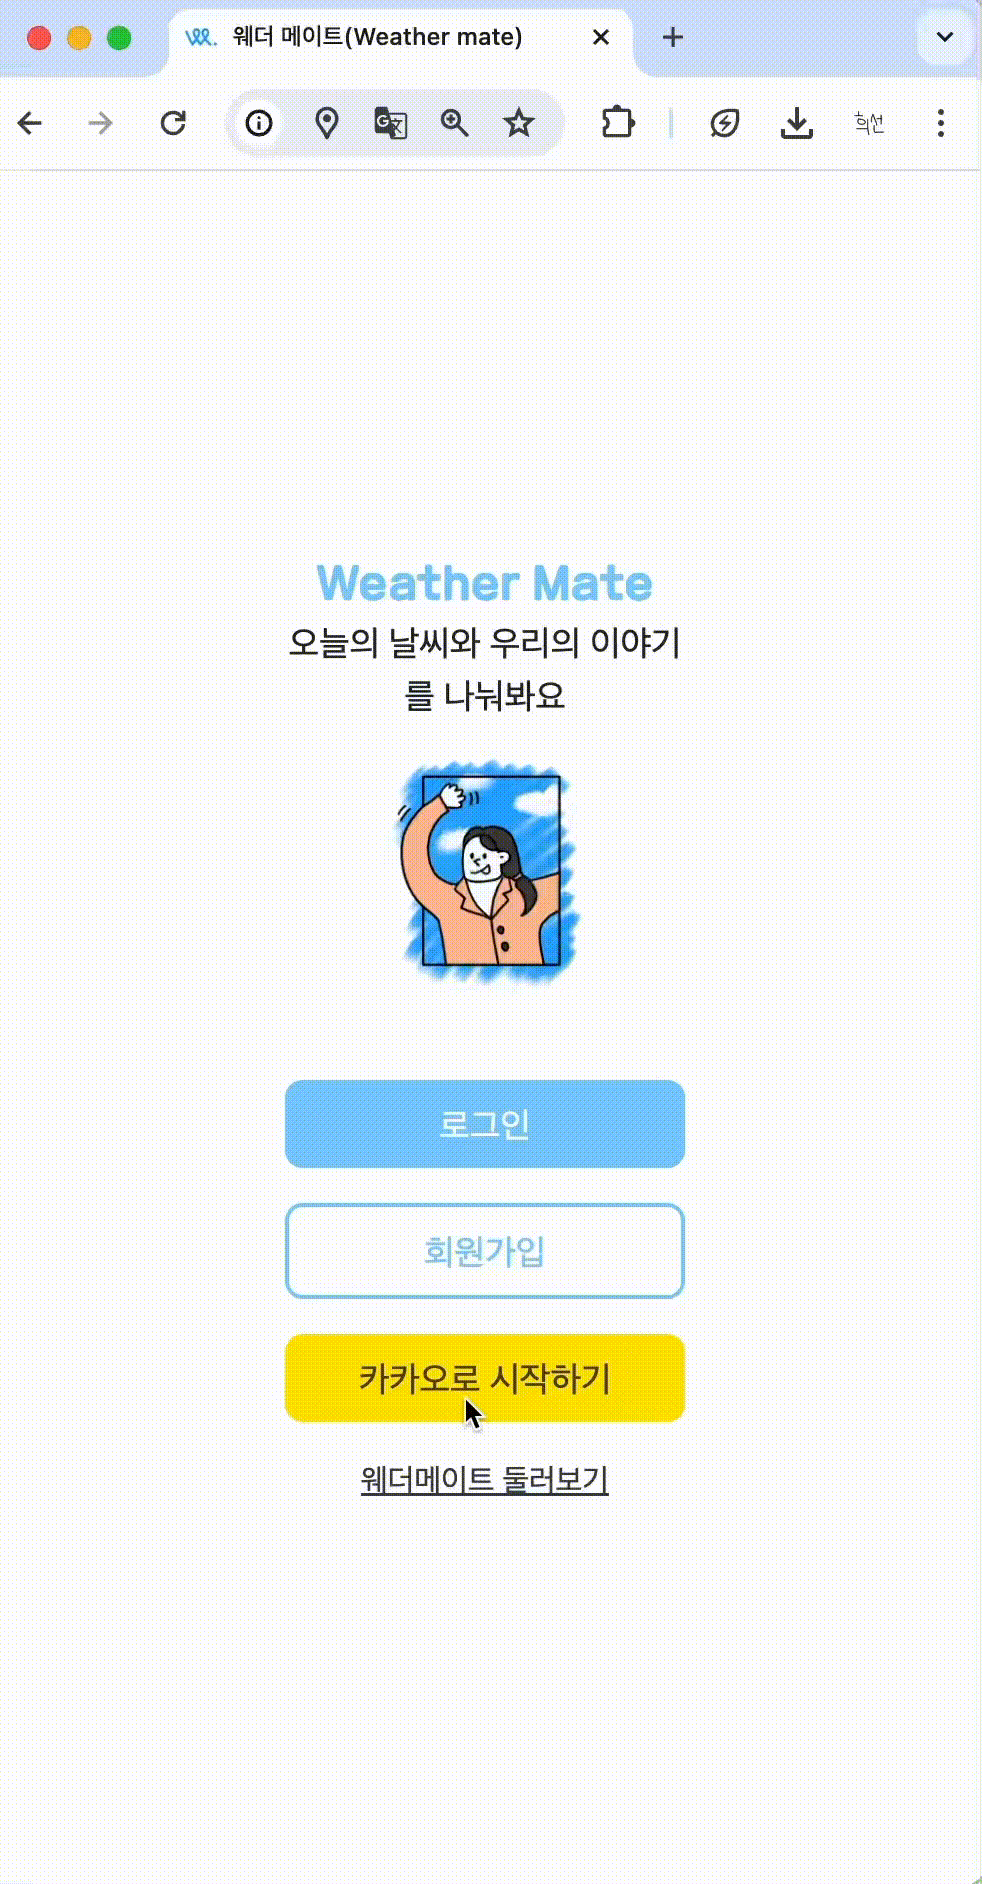 웨더 메이트(Weather mate)
희선
Weather Mate
오늘의 날씨와 우리의 이야기
를 나눠봐요
로그인
회원가입
카카오로 시작하기
웨더메이트 둘러보기